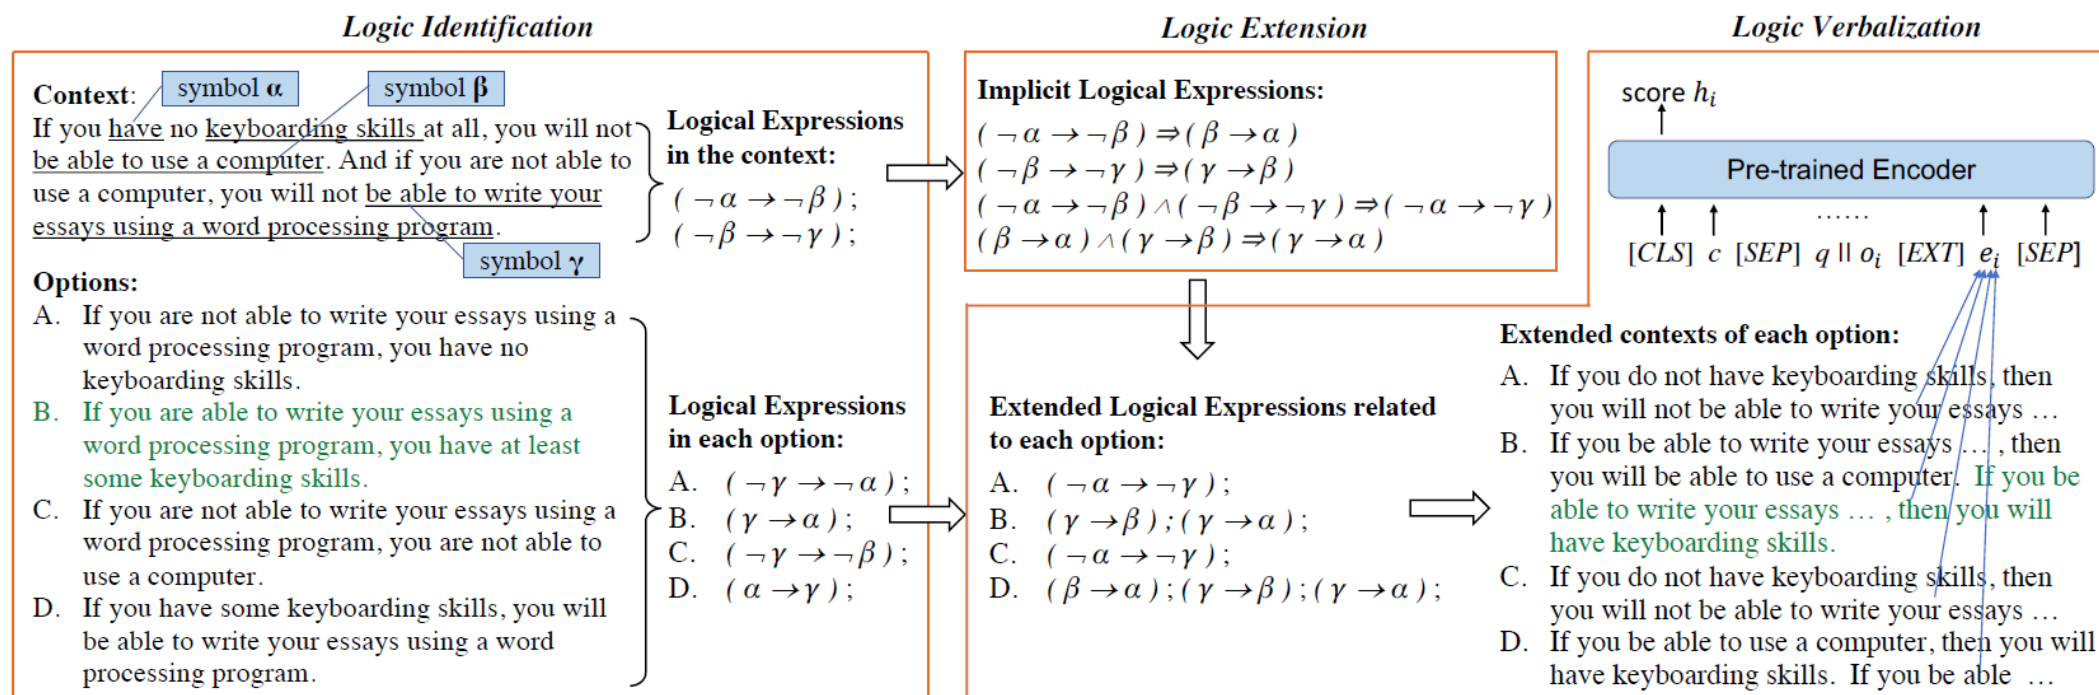 Logic Identification
Context:
symbol α
symbol β
If you have no keyboarding skills at all, you will not
be able to use a computer. And if you are not able to
use a computer, you will not be able to write your
essays using a word processing program.
symbol γ
Options:
A. If you are not able to write your essays using a
word processing program, you have no
keyboarding skills.
B. If you are able to write your essays using a
word processing program, you have at least
some keyboarding skills.
C. If you are not able to write your essays using a
word processing program, you are not able to
use a computer.
D. If you have some keyboarding skills, you will
be able to write your essays using a word
processing program.
Logical Expressions
in the context:
(¬α → ¬β);
(¬β → ¬γ);
Logical Expressions
in each option:
A. (¬γ → ¬α);
B. (γ → α);
C. (¬γ → ¬β);
D. (α → γ);
Logic Extension
Implicit Logical Expressions:
(¬α → ¬β) ⇒ (β → α)
(¬β → ¬γ) ⇒ (γ → β)
(¬α → ¬β) ∧ (¬β → ¬γ) ⇒ (¬α → ¬γ)
(β → α) ∧ (γ → β) ⇒ (γ → α)
Extended Logical Expressions related
to each option:
A. (¬α → ¬γ);
B. (γ → β); (γ → α);
C. (¬α → ¬γ);
D. (β → α); (γ → β); (γ → α);
Logic Verbalization
score hᵢ
Pre-trained Encoder
......
[CLS] c [SEP] q || oᵢ [EXT] eᵢ [SEP]
Extended contexts of each option:
A. If you do not have keyboarding skills, then
you will not be able to write your essays …
B. If you be able to write your essays … , then
you will be able to use a computer. If you be
able to write your essays … , then you will
have keyboarding skills.
C. If you do not have keyboarding skills, then
you will not be able to write your essays …
D. If you be able to use a computer, then you will
have keyboarding skills. If you be able …